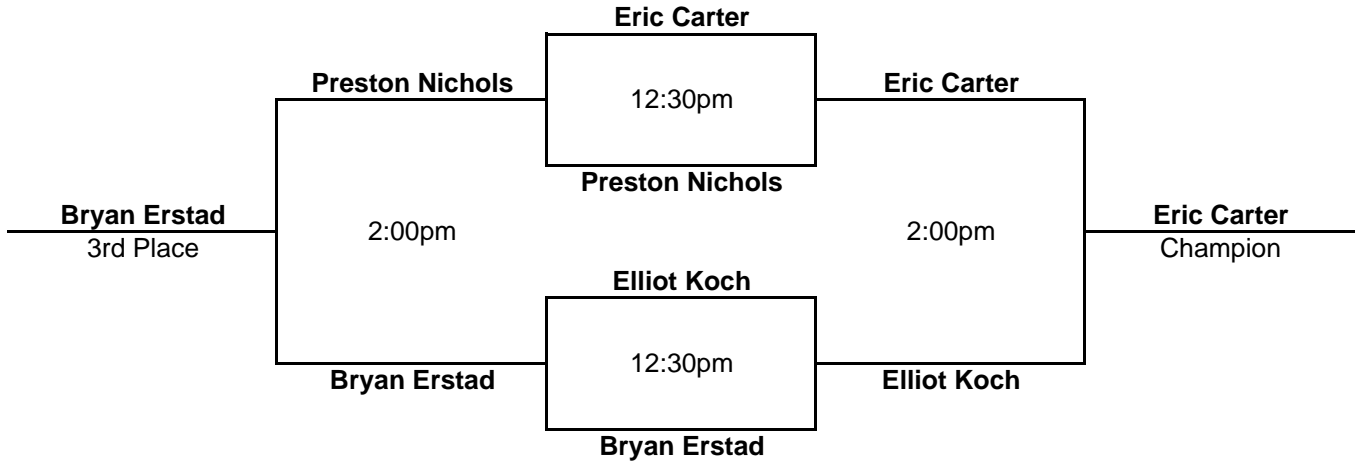 Eric Carter
Preston Nichols
12:30pm
Eric Carter
Preston Nichols
Bryan Erstad
3rd Place
2:00pm
2:00pm
Eric Carter
Champion
Elliot Koch
Bryan Erstad
12:30pm
Elliot Koch
Bryan Erstad